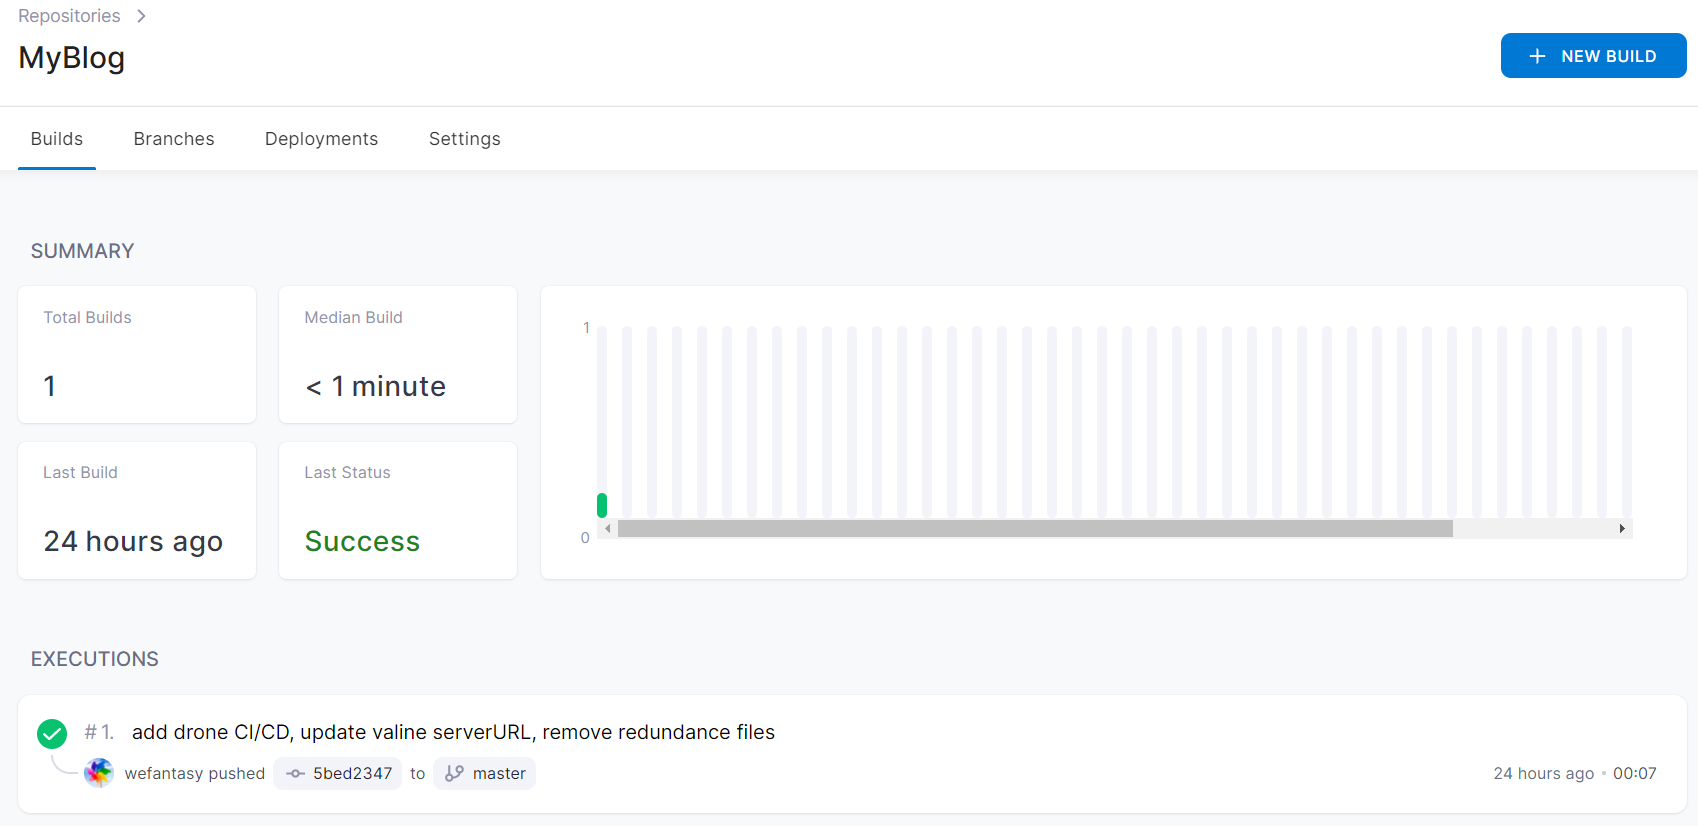 Repositories
MyBlog
NEW BUILD
Builds Branches Deployments Settings
SUMMARY
Total Builds
1
Median Build
< 1 minute
Last Build
24 hours ago
Last Status
Success
1
0
EXECUTIONS
#1. add drone CI/CD, update valine serverURL, remove redundance files
wefantasy pushed 5bed2347 to master 24 hours ago • 00:07